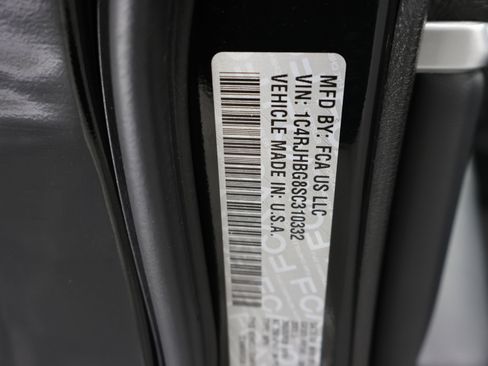 MFD BY: FCA US LLC
VIN: 1C4RJHBG8SC310332
VEHICLE MADE IN: U.S.A.